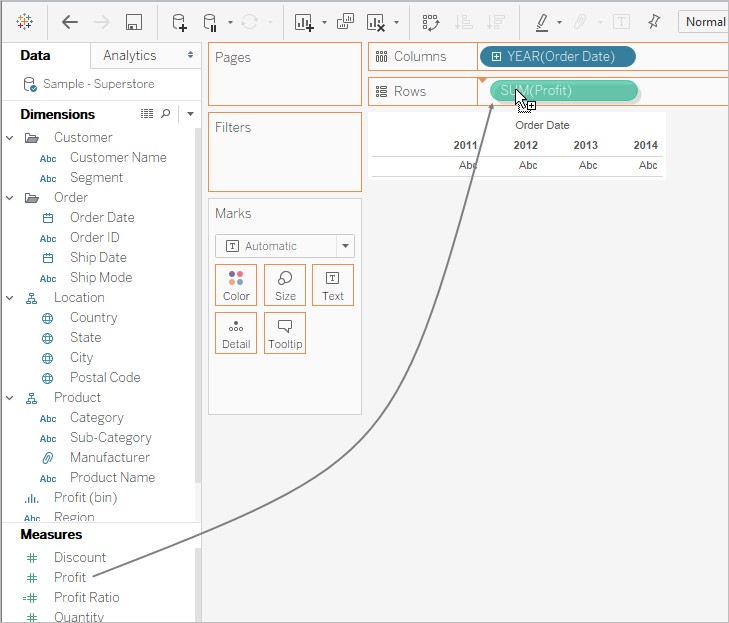 Normal
Data
Analytics
Sample - Superstore
Dimensions
Customer
Abc Customer Name
Abc Segment
Order
Order Date
Abc Order ID
Ship Date
Abc Ship Mode
Location
Country
State
City
Postal Code
Product
Abc Category
Abc Sub-Category
Manufacturer
Abc Product Name
Profit (bin)
Abc Region
Measures
Discount
Profit
Profit Ratio
Quantity
Pages
Filters
Marks
T Automatic
Color Size Text
Detail Tooltip
Columns YEAR(Order Date)
Rows SUM(Profit)
Order Date
2011 2012 2013 2014
Abc Abc Abc Abc